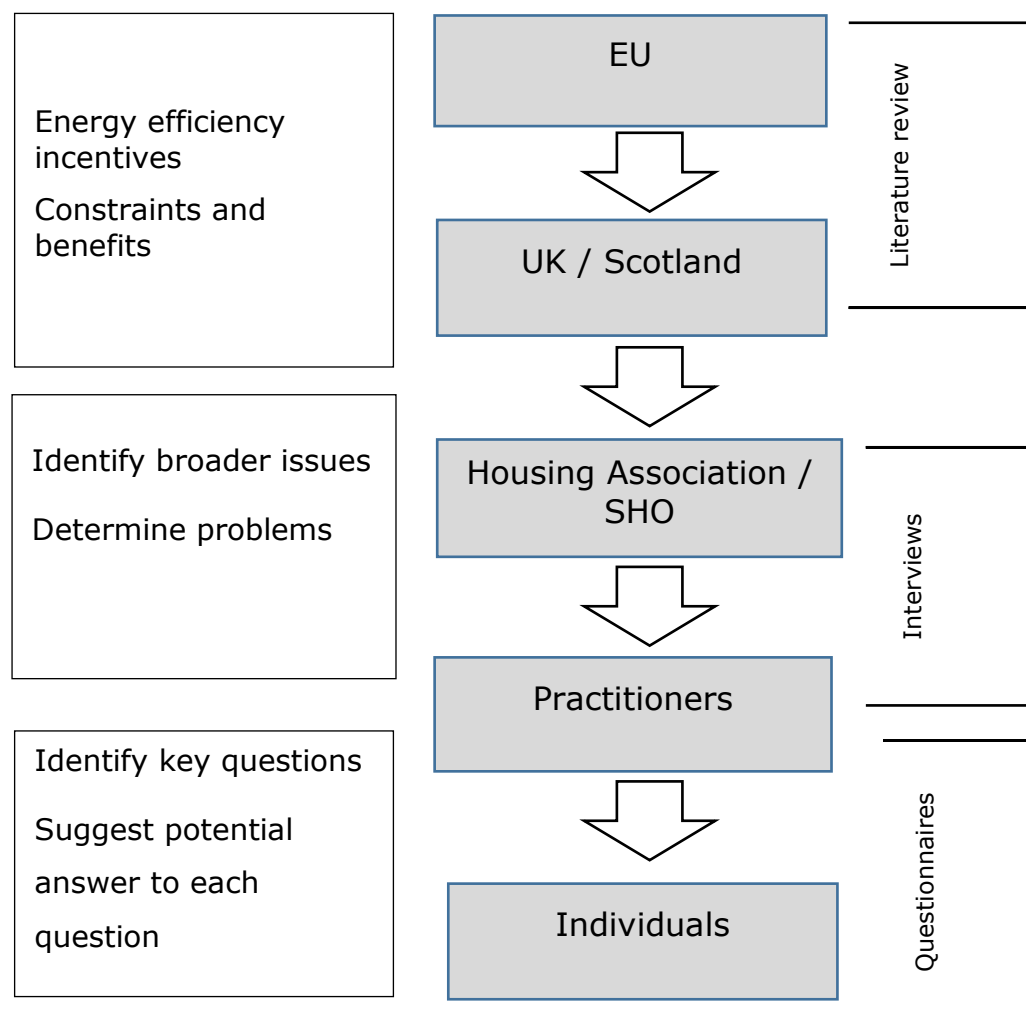 Energy efficiency
incentives
Constraints and
benefits
EU
UK / Scotland
Literature review
Identify broader issues
Determine problems
Housing Association /
SHO
Practitioners
Interviews
Identify key questions
Suggest potential
answer to each
question
Individuals
Questionnaires